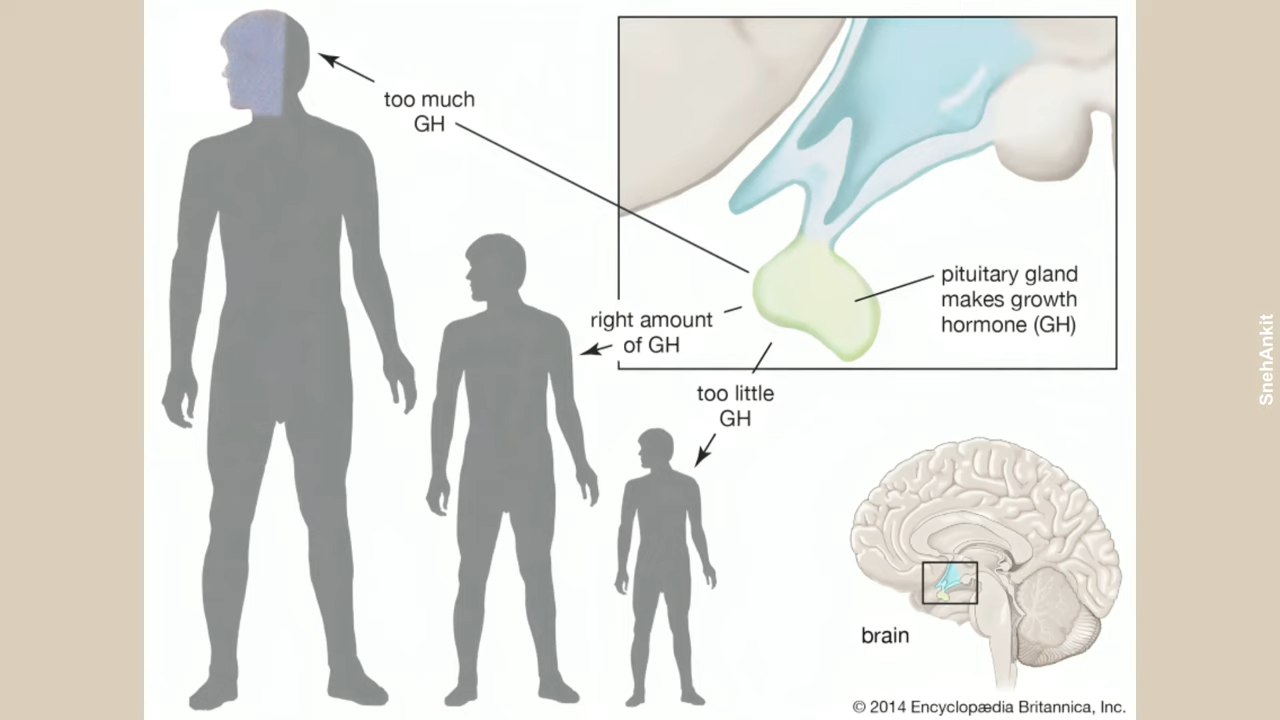 too much
GH
right amount
of GH
too little
GH
pituitary gland
makes growth
hormone (GH)
brain
© 2014 Encyclopædia Britannica, Inc.
SnehAnkit